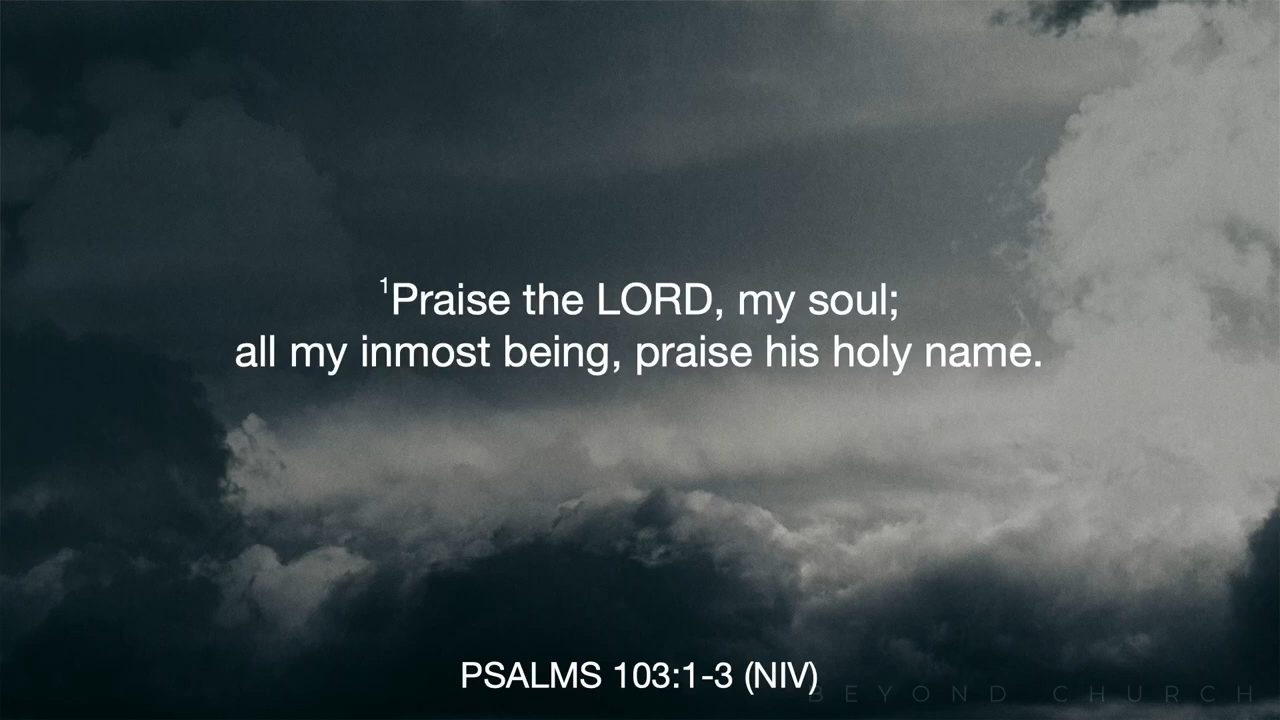 ¹Praise the LORD, my soul;
all my inmost being, praise his holy name.
PSALMS 103:1-3 (NIV)
BEYOND CHURCH